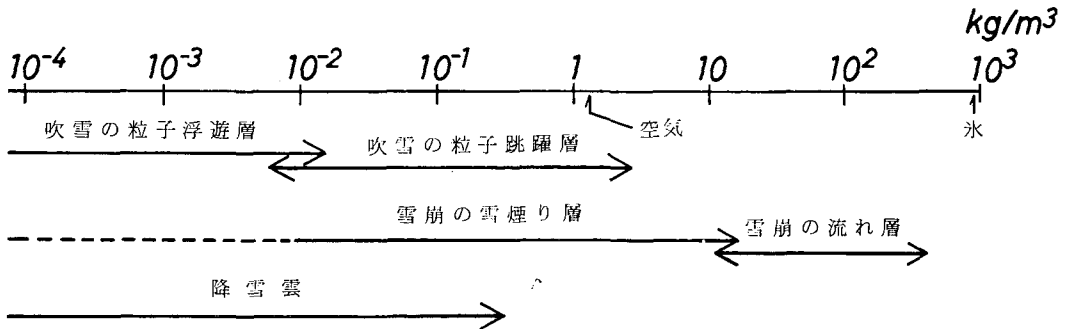 kg/m³
10⁻⁴ 10⁻³ 10⁻² 10⁻¹ 1 10 10² 10³
空気 氷
吹雪の粒子浮遊層
吹雪の粒子跳躍層
雪崩の雪煙り層
雪崩の流れ層
降雪雲